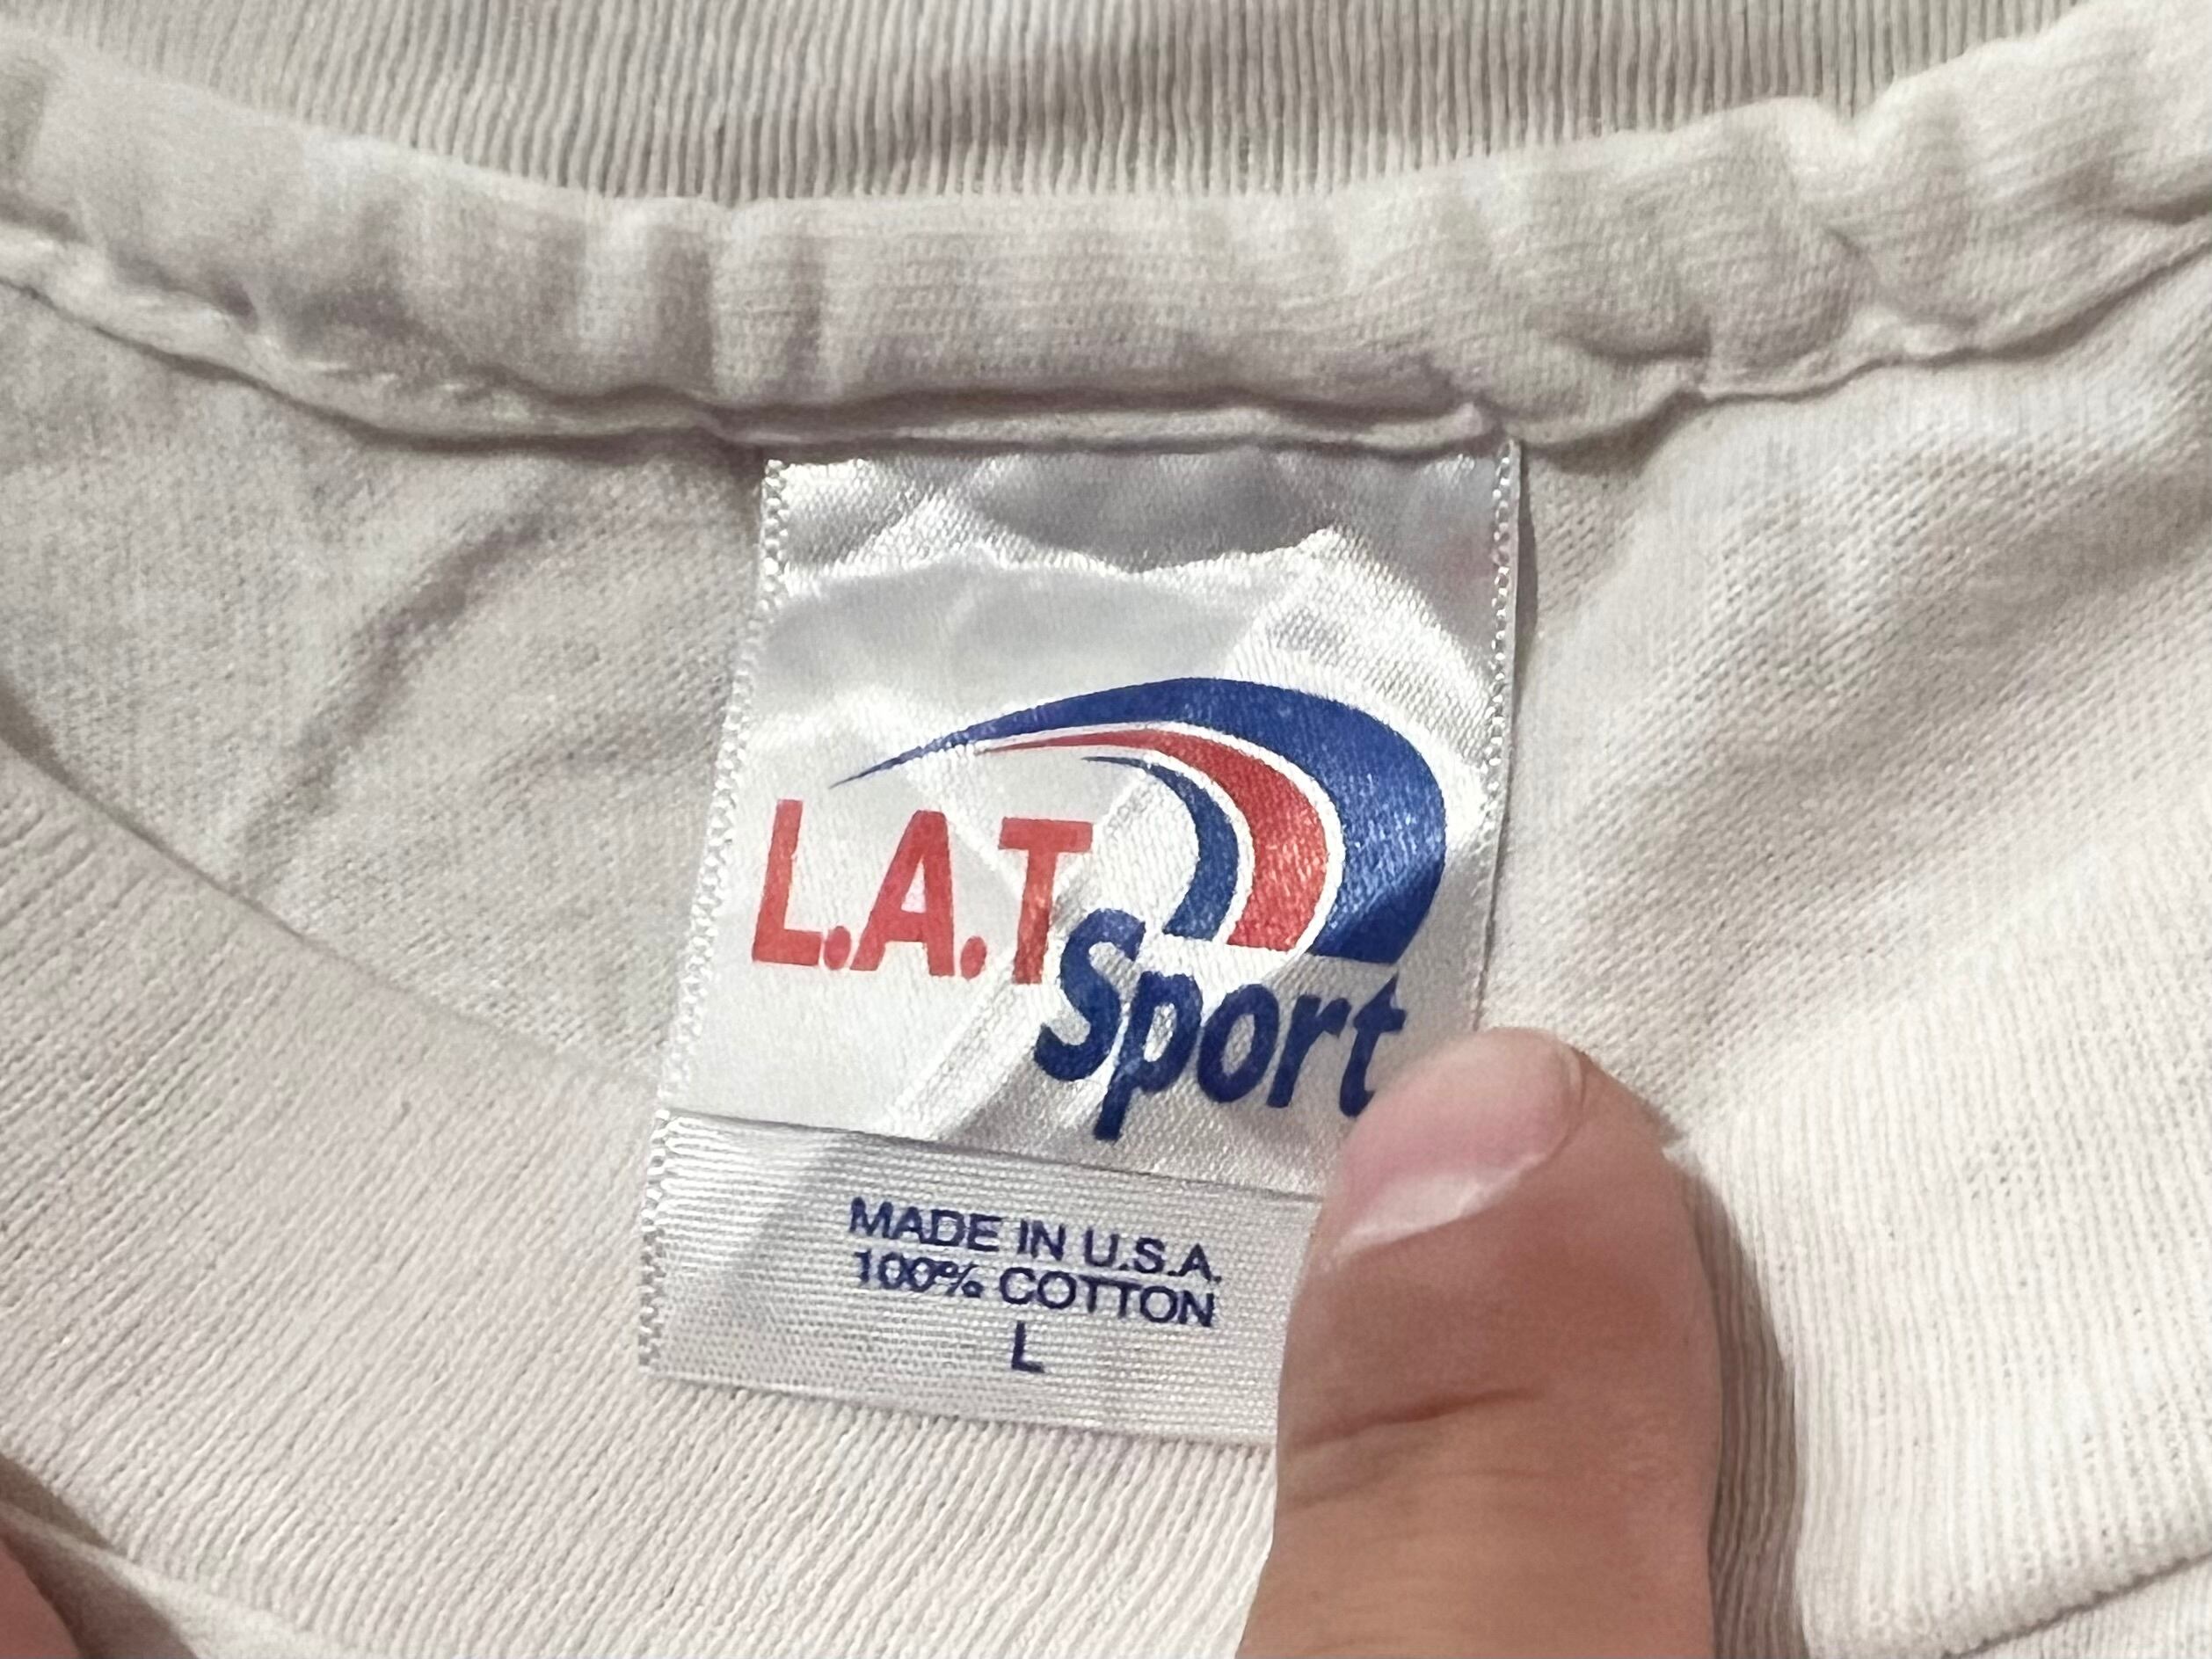 L.A.T
Sport
MADE IN U.S.A.
100% COTTON
L